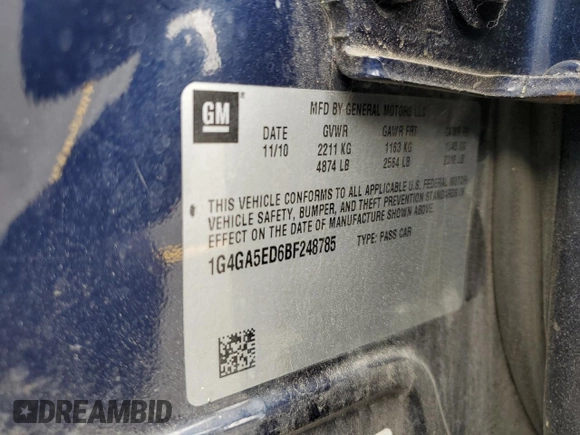 GM
MFD BY GENERAL MOTORS LLC
DATE GVWR GAWR FRT
11/10 2211 KG 1163 KG
4874 LB 2564 LB
THIS VEHICLE CONFORMS TO ALL APPLICABLE U.S. FEDERAL MOTOR
VEHICLE SAFETY, BUMPER, AND THEFT PREVENTION STANDARDS IN
EFFECT ON THE DATE OF MANUFACTURE SHOWN ABOVE.
1G4GA5ED6BF248785 TYPE: PASS CAR
DREAMBID